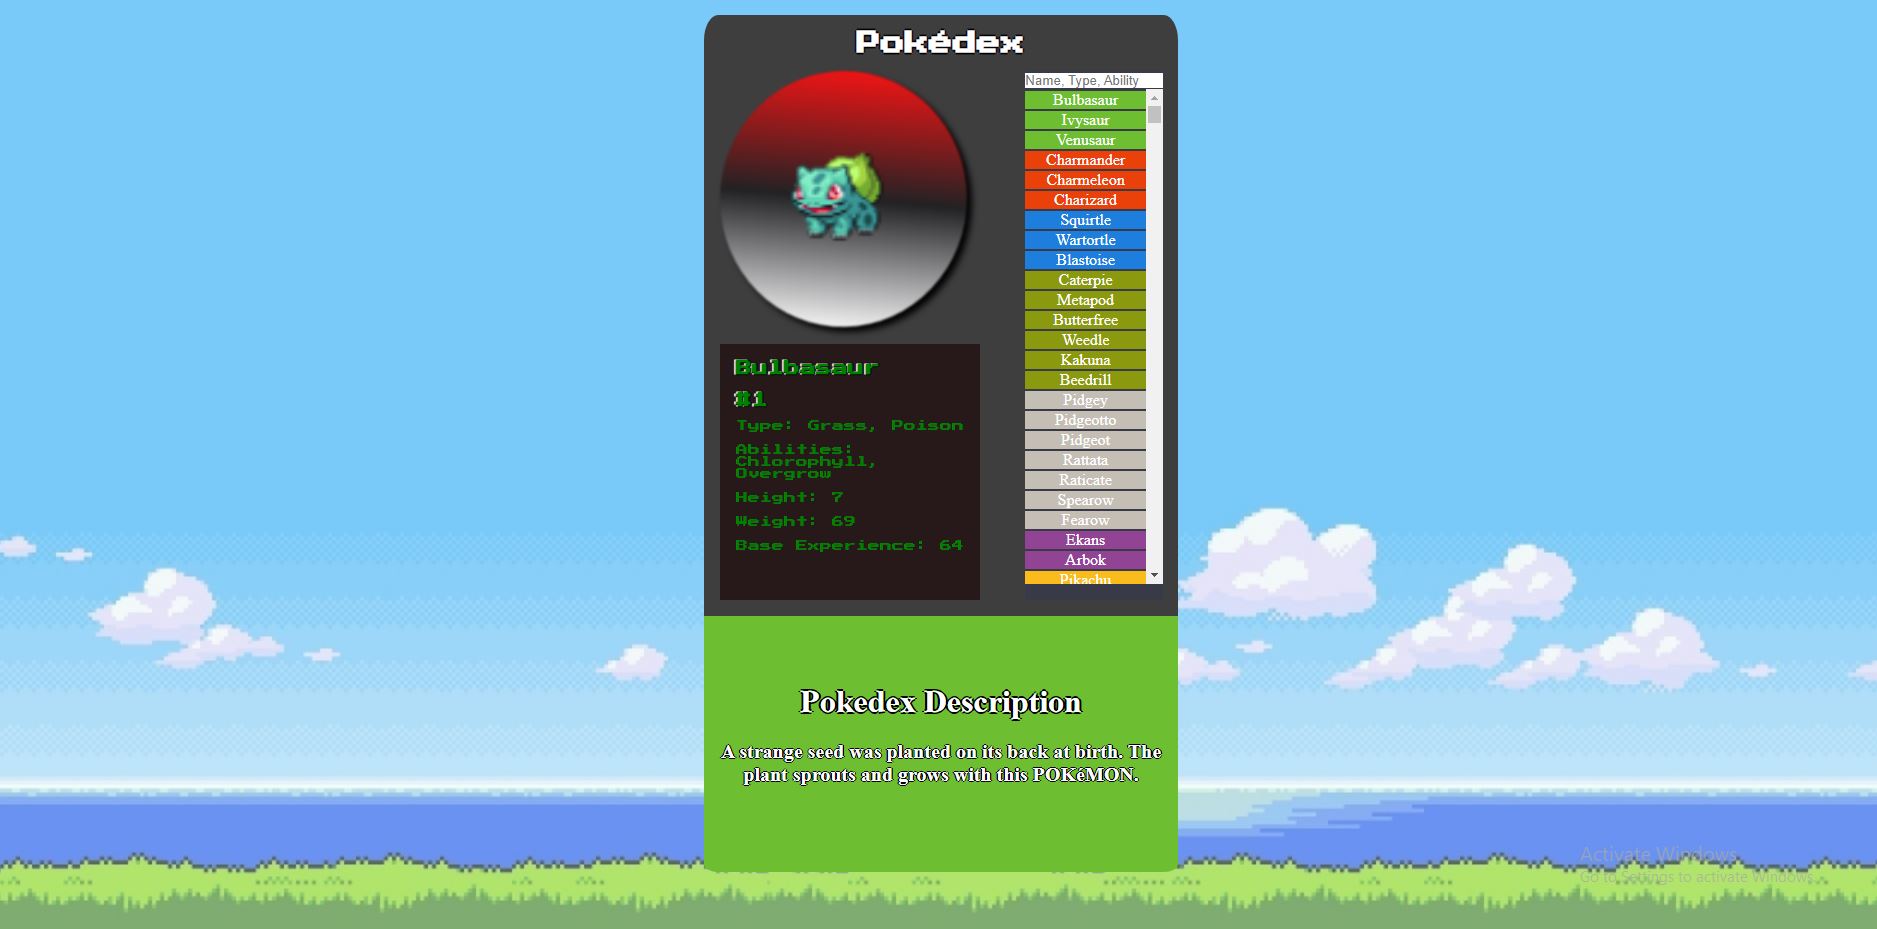 Pokédex
Name, Type, Ability
Bulbasaur
Ivysaur
Venusaur
Charmander
Charmeleon
Charizard
Squirtle
Wartortle
Blastoise
Caterpie
Metapod
Butterfree
Weedle
Kakuna
Beedrill
Pidgey
Pidgeotto
Pidgeot
Rattata
Raticate
Spearow
Fearow
Ekans
Arbok
Pikachu
Bulbasaur
#1
Type: Grass, Poison
Abilities:
Chlorophyll,
Overgrow
Height: 7
Weight: 69
Base Experience: 64
Pokedex Description
A strange seed was planted on its back at birth. The
plant sprouts and grows with this POKéMON.
Activate Windows
Go to Settings to activate Windows.